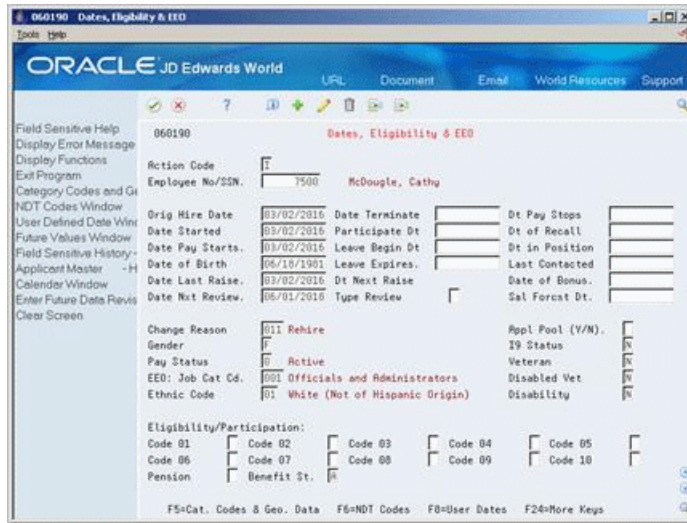 060190 Dates, Eligibility & EEO
Tools Help
ORACLE JD Edwards World
URL Document Email World Resources Support
Field Sensitive Help
Display Error Message
Display Functions
Exit Program
Category Codes and Ge
NDT Codes Window
User Defined Date Wind
Future Values Window
Field Sensitive History -
Applicant Master - H
Calendar Window
Enter Future Data Revis
Clear Screen
060190 Dates, Eligibility & EEO
Action Code I
Employee No/SSN. 7500 McDougle, Cathy
Orig Hire Date 03/02/2016 Date Terminate Dt Pay Stops
Date Started 03/02/2016 Participate Dt Dt of Recall
Date Pay Starts. 03/02/2016 Leave Begin Dt Dt in Position
Date of Birth 06/18/1981 Leave Expires. Last Contacted
Date Last Raise. 03/02/2016 Dt Next Raise Date of Bonus.
Date Nxt Review. 06/01/2016 Type Review Sal Forcst Dt.
Change Reason 011 Rehire Appl Pool (Y/N).
Gender F I9 Status N
Pay Status 0 Active Veteran N
EEO: Job Cat Cd. 001 Officials and Administrators Disabled Vet N
Ethnic Code 01 White (Not of Hispanic Origin) Disability N
Eligibility/Participation:
Code 01 Code 02 Code 03 Code 04 Code 05
Code 06 Code 07 Code 08 Code 09 Code 10
Pension Benefit St. A
F5=Cat. Codes & Geo. Data F6=NDT Codes F8=User Dates F24=More Keys